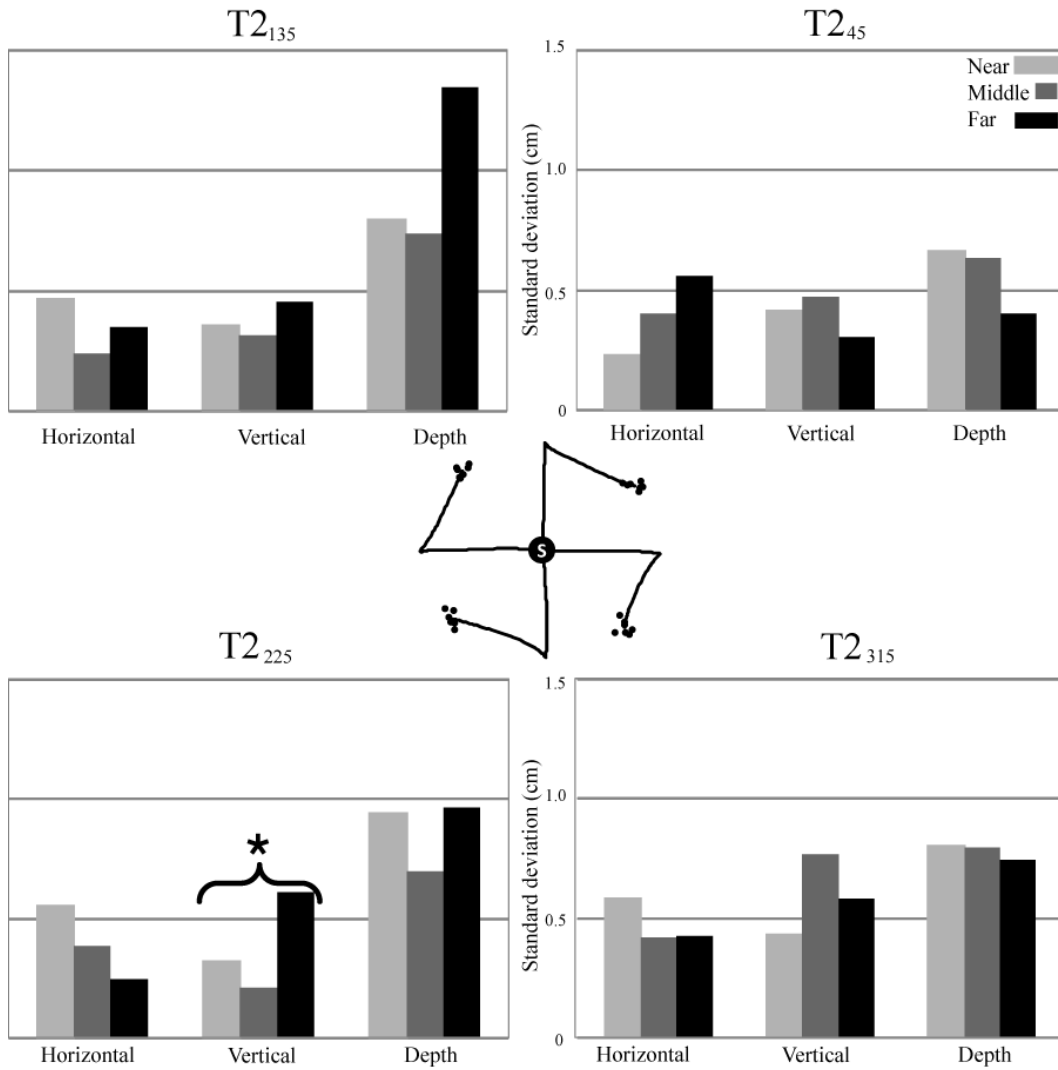 T2₁₃₅
T2₄₅
1.5
1.0
0.5
0
Standard deviation (cm)
Near
Middle
Far
Horizontal Vertical Depth
Horizontal Vertical Depth
S
T2₂₂₅
T2₃₁₅
*
1.5
1.0
0.5
0
Standard deviation (cm)
Horizontal Vertical Depth
Horizontal Vertical Depth